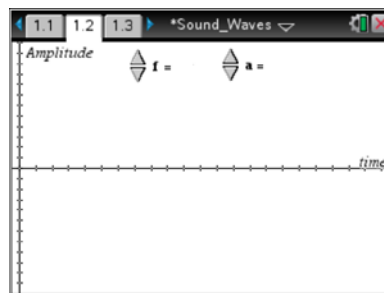 1.1 1.2 1.3 *Sound_Waves
Amplitude f = a =
time